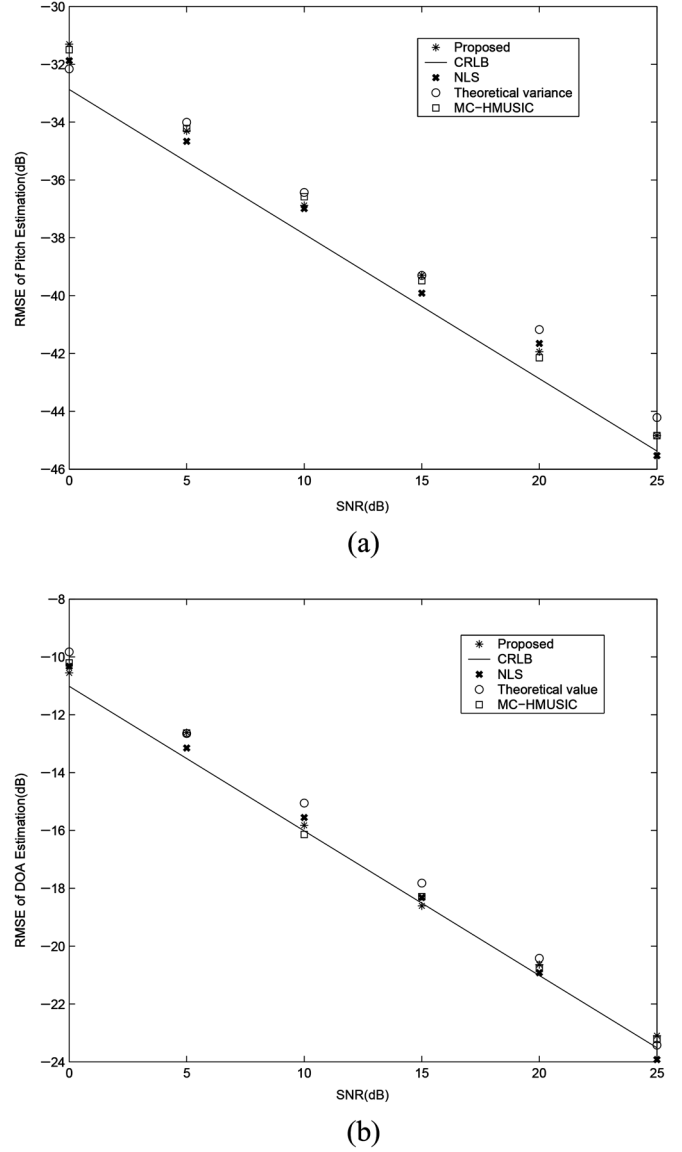 −30
−32
−34
−36
−38
−40
−42
−44
−46
RMSE of Pitch Estimation(dB)
Proposed
CRLB
NLS
Theoretical variance
MC−HMUSIC
0 5 10 15 20 25
SNR(dB)
(a)
−8
−10
−12
−14
−16
−18
−20
−22
−24
RMSE of DOA Estimation(dB)
Proposed
CRLB
NLS
Theoretical value
MC−HMUSIC
0 5 10 15 20 25
SNR(dB)
(b)